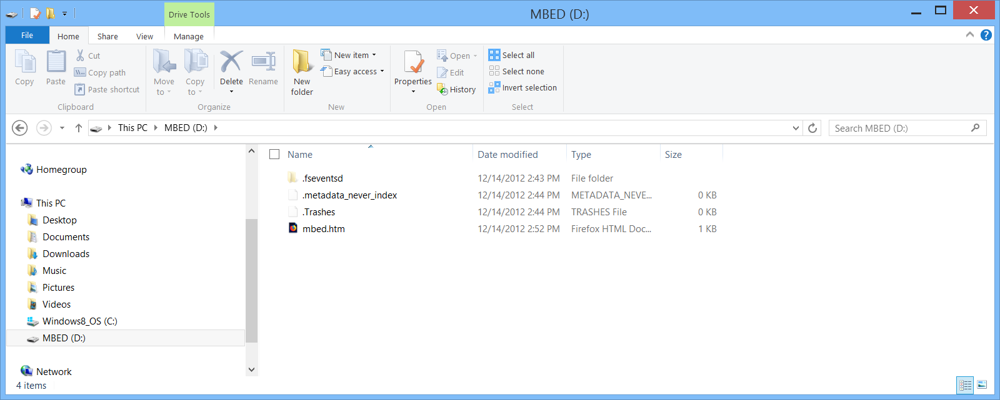 Drive Tools
MBED (D:)
File
Home
Share
View
Manage
Copy
Paste
Cut
Copy path
Paste shortcut
Clipboard
Move to
Copy to
Delete
Rename
Organize
New folder
New item
Easy access
New
Properties
Open
Edit
History
Open
Select all
Select none
Invert selection
Select
This PC
MBED (D:)
Search MBED (D:)
Homegroup
This PC
Desktop
Documents
Downloads
Music
Pictures
Videos
Windows8_OS (C:)
MBED (D:)
Network
Name Date modified Type Size
.fseventsd 12/14/2012 2:43 PM File folder
.metadata_never_index 12/14/2012 2:44 PM METADATA_NEVE... 0 KB
.Trashes 12/14/2012 2:44 PM TRASHES File 0 KB
mbed.htm 12/14/2012 2:52 PM Firefox HTML Doc... 1 KB
4 items